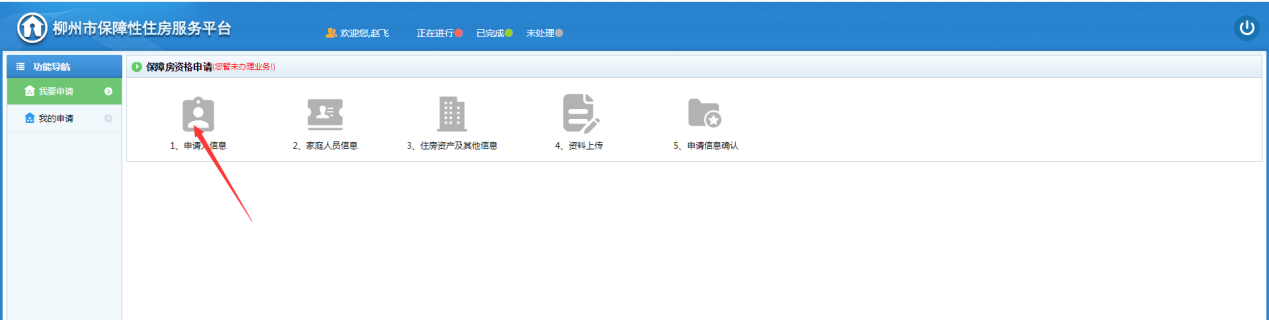 柳州市保障性住房服务平台
欢迎您,赵飞 正在进行 已完成 未处理
功能导航
保障房资格申请(您暂未办理业务!)
我要申请
我的申请
1、申请人信息 2、家庭人员信息 3、住房资产及其他信息 4、资料上传 5、申请信息确认